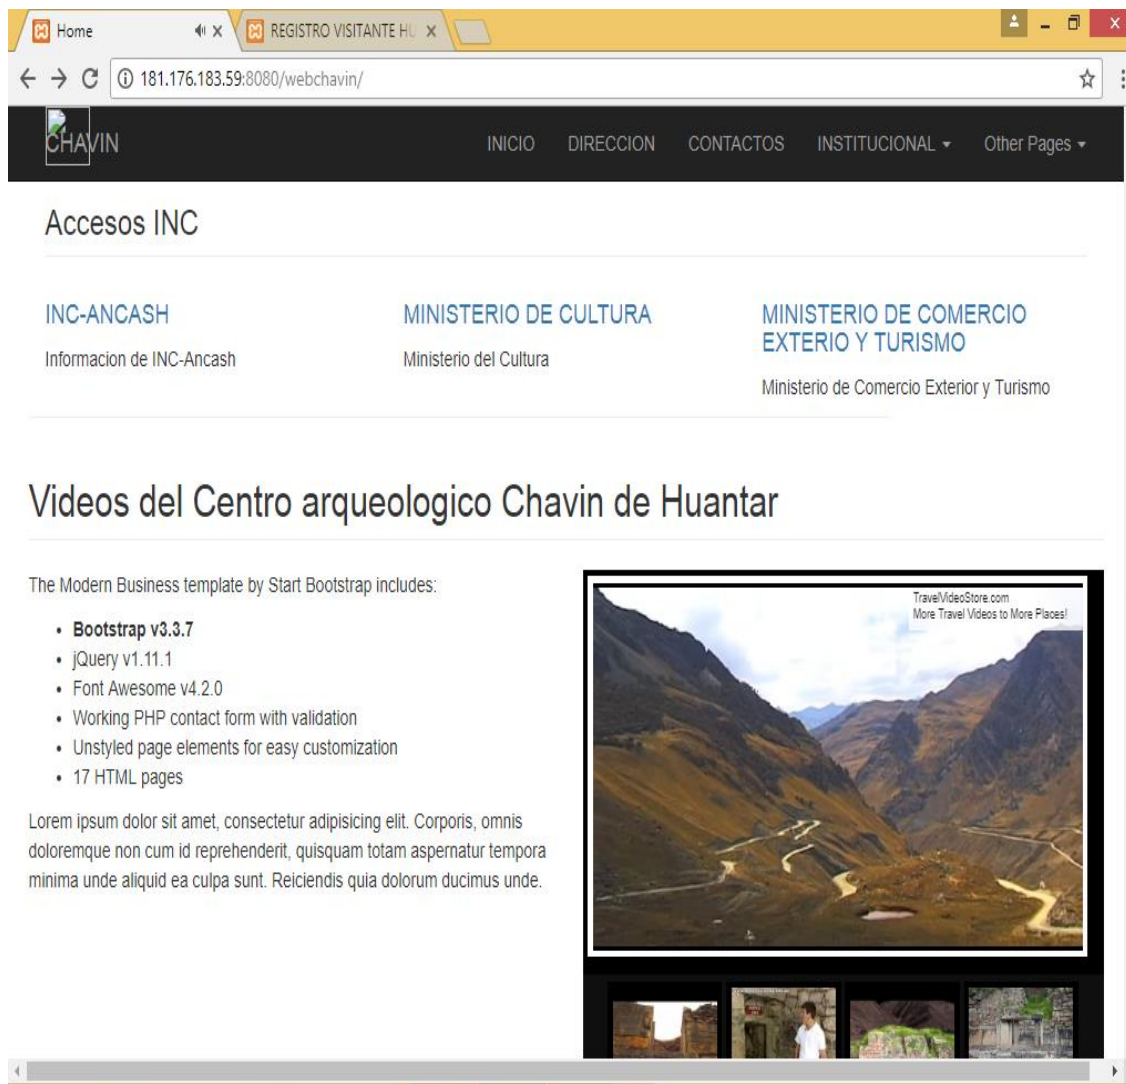 Home
REGISTRO VISITANTE HU
181.176.183.59:8080/webchavin/
CHAVIN
INICIO DIRECCION CONTACTOS INSTITUCIONAL Other Pages
Accesos INC
INC-ANCASH
Informacion de INC-Ancash
MINISTERIO DE CULTURA
Ministerio del Cultura
MINISTERIO DE COMERCIO
EXTERIO Y TURISMO
Ministerio de Comercio Exterior y Turismo
Videos del Centro arqueologico Chavin de Huantar
The Modern Business template by Start Bootstrap includes:
• Bootstrap v3.3.7
• jQuery v1.11.1
• Font Awesome v4.2.0
• Working PHP contact form with validation
• Unstyled page elements for easy customization
• 17 HTML pages
Lorem ipsum dolor sit amet, consectetur adipisicing elit. Corporis, omnis
doloremque non cum id reprehenderit, quisquam totam aspernatur tempora
minima unde aliquid ea culpa sunt. Reiciendis quia dolorum ducimus unde.
TravelVideoStore.com
More Travel Videos to More Places!